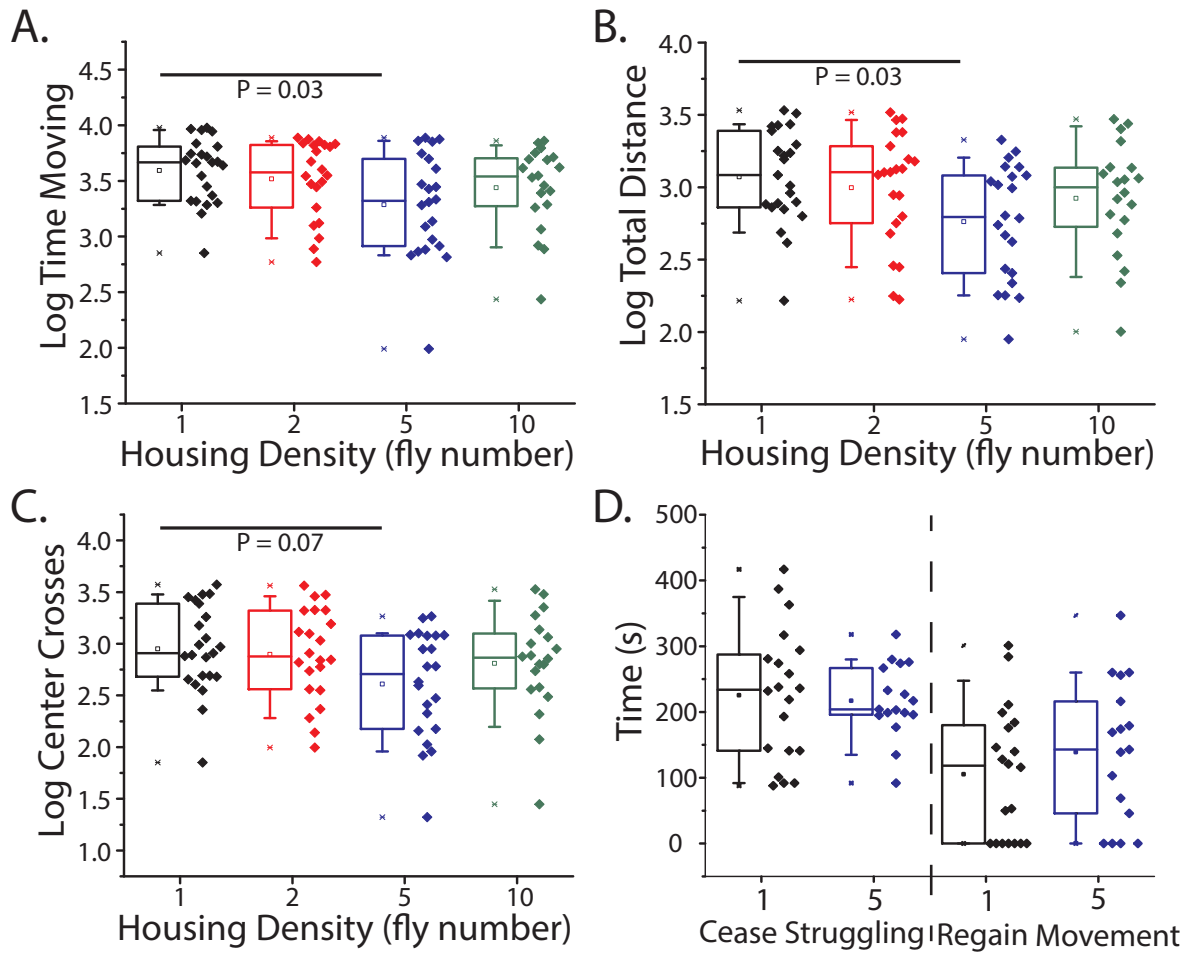 A.
4.5
4.0
3.5
3.0
2.5
2.0
1.5
Log Time Moving
P = 0.03
1 2 5 10
Housing Density (fly number)
B.
4.0
3.5
3.0
2.5
2.0
1.5
Log Total Distance
P = 0.03
1 2 5 10
Housing Density (fly number)
C.
4.0
3.5
3.0
2.5
2.0
1.5
1.0
Log Center Crosses
P = 0.07
1 2 5 10
Housing Density (fly number)
D.
500
400
300
200
100
0
Time (s)
1 5 1 5
Cease Struggling Regain Movement